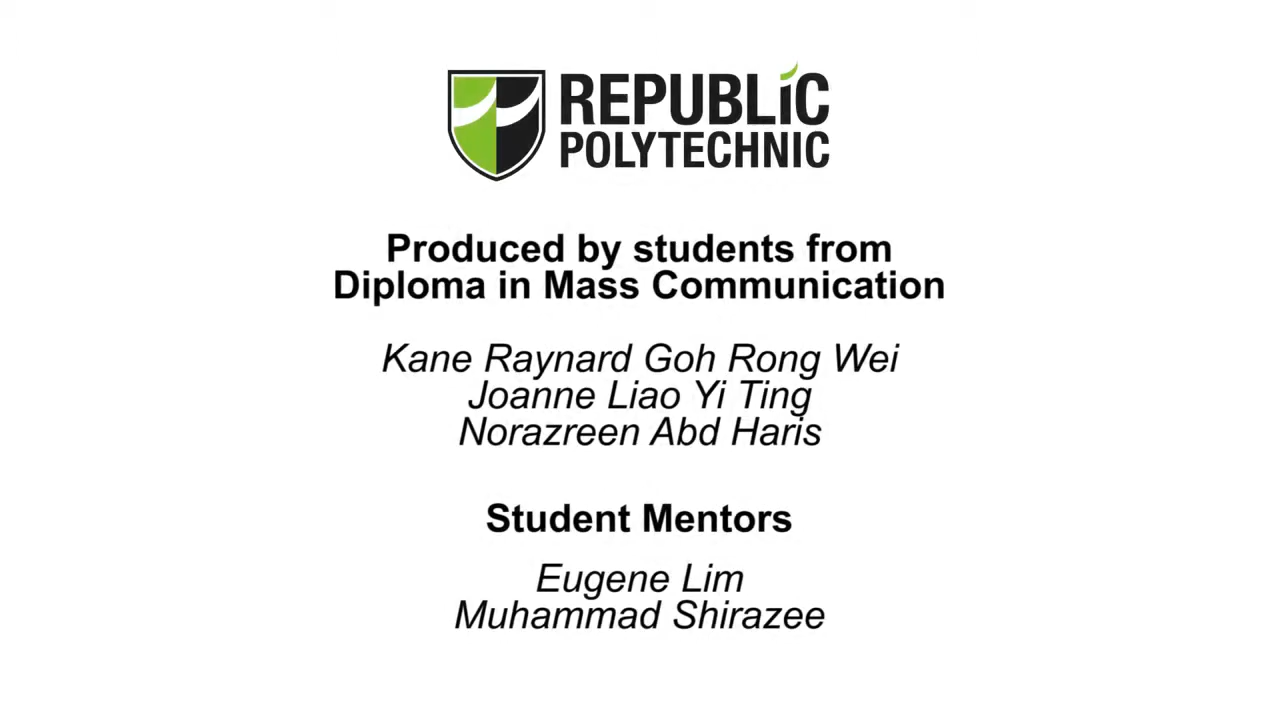 REPUBLIC
POLYTECHNIC
Produced by students from
Diploma in Mass Communication
Kane Raynard Goh Rong Wei
Joanne Liao Yi Ting
Norazreen Abd Haris
Student Mentors
Eugene Lim
Muhammad Shirazee